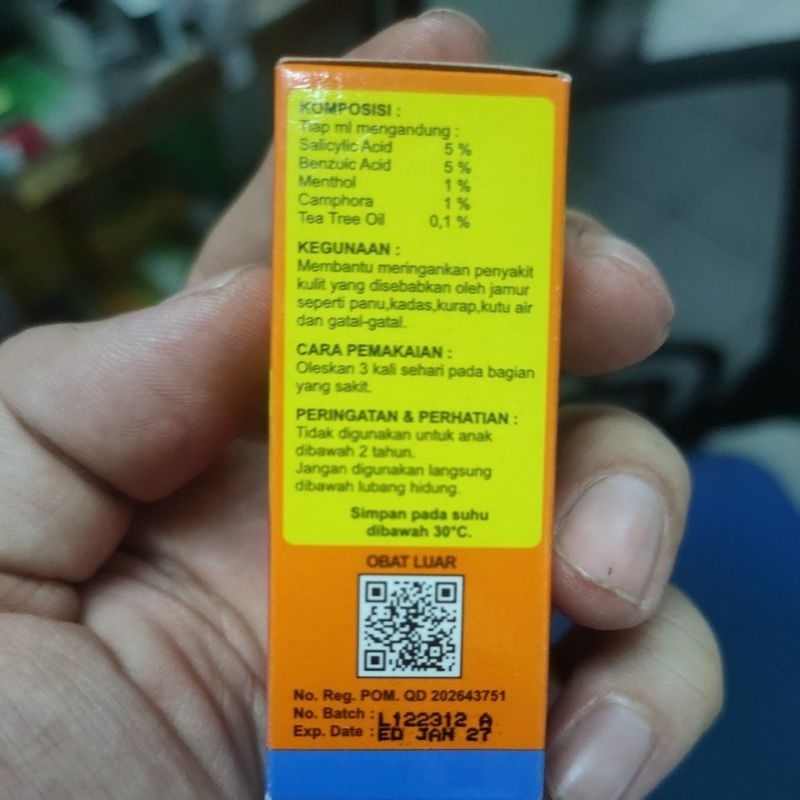 KOMPOSISI :
Tiap ml mengandung :
Salicylic Acid 5 %
Benzoic Acid 5 %
Menthol 1 %
Camphora 1 %
Tea Tree Oil 0,1 %
KEGUNAAN :
Membantu meringankan penyakit
kulit yang disebabkan oleh jamur
seperti panu,kadas,kurap,kutu air
dan gatal-gatal.
CARA PEMAKAIAN :
Oleskan 3 kali sehari pada bagian
yang sakit.
PERINGATAN & PERHATIAN :
Tidak digunakan untuk anak
dibawah 2 tahun.
Jangan digunakan langsung
dibawah lubang hidung.
Simpan pada suhu
dibawah 30°C.
OBAT LUAR
No. Reg. POM. QD 202643751
No. Batch : L122312 A
Exp. Date : ED JAN 27